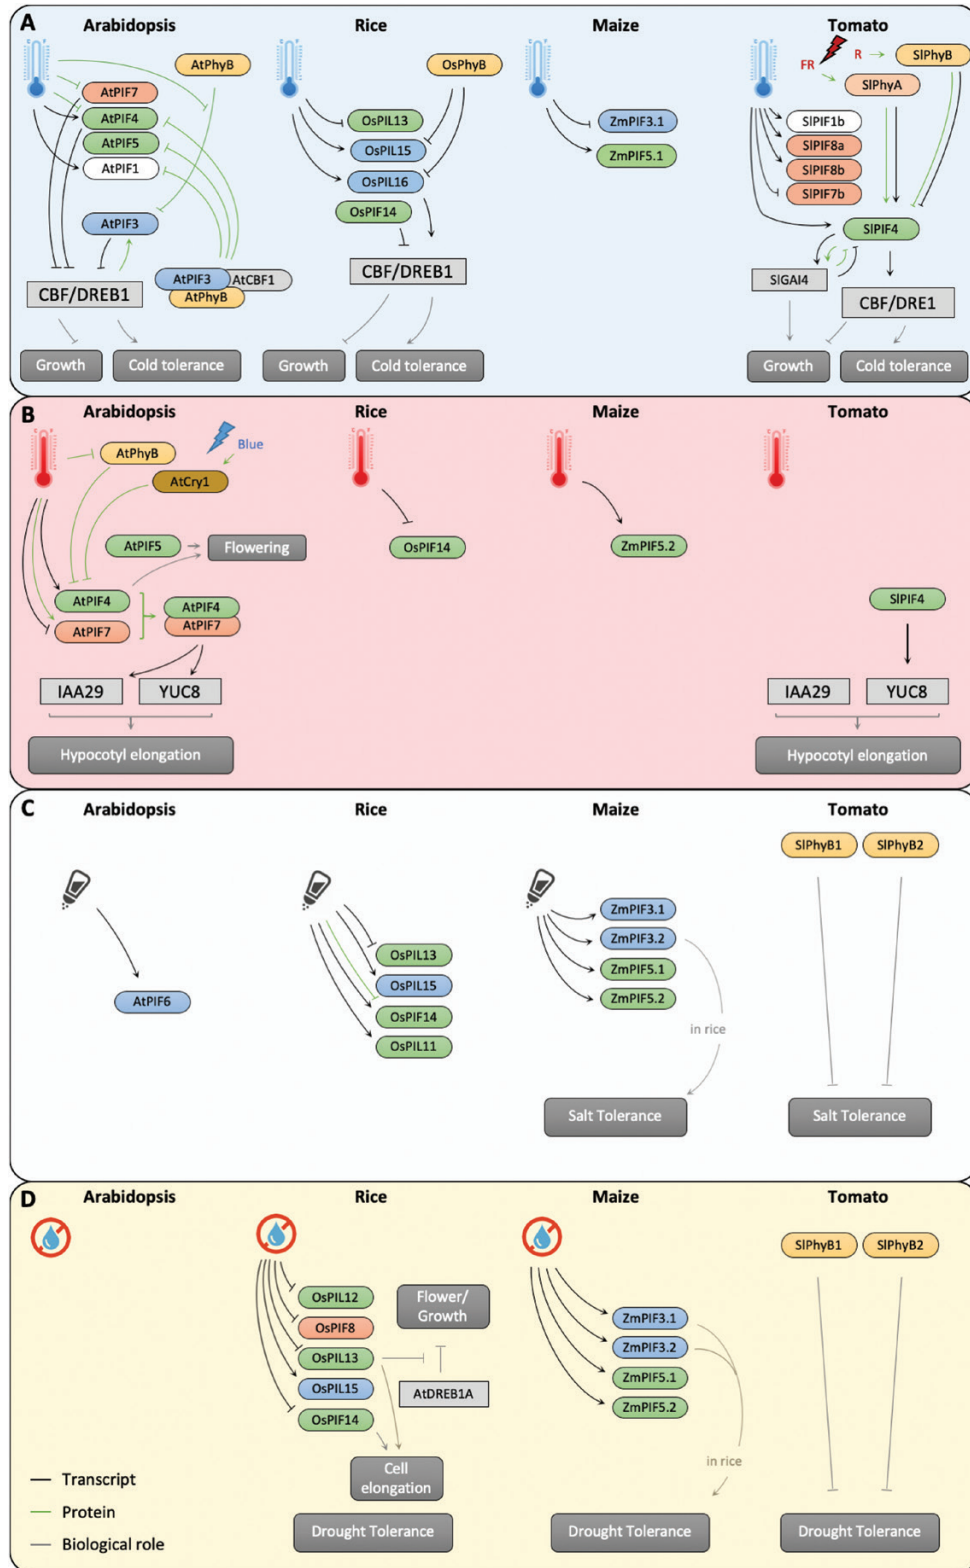 A
Arabidopsis
Rice
Maize
Tomato
AtPhyB
AtPIF7
AtPIF4
AtPIF5
AtPIF1
AtPIF3
AtPIF3
AtCBF1
AtPhyB
CBF/DREB1
Growth
Cold tolerance
OsPhyB
OsPIL13
OsPIL15
OsPIL16
OsPIF14
CBF/DREB1
Growth
Cold tolerance
ZmPIF3.1
ZmPIF5.1
FR
R
SlPhyB
SlPhyA
SlPIF1b
SlPIF8a
SlPIF8b
SlPIF7b
SlPIF4
SlGAI4
CBF/DRE1
Growth
Cold tolerance
B
Arabidopsis
Rice
Maize
Tomato
AtPhyB
Blue
AtCry1
AtPIF5
Flowering
AtPIF4
AtPIF7
AtPIF4
AtPIF7
IAA29
YUC8
Hypocotyl elongation
OsPIF14
ZmPIF5.2
SlPIF4
IAA29
YUC8
Hypocotyl elongation
C
Arabidopsis
Rice
Maize
Tomato
AtPIF6
OsPIL13
OsPIL15
OsPIF14
OsPIL11
ZmPIF3.1
ZmPIF3.2
ZmPIF5.1
ZmPIF5.2
in rice
Salt Tolerance
SlPhyB1
SlPhyB2
Salt Tolerance
D
Arabidopsis
Rice
Maize
Tomato
OsPIL12
OsPIF8
OsPIL13
OsPIL15
OsPIF14
Flower/
Growth
AtDREB1A
Cell
elongation
Drought Tolerance
ZmPIF3.1
ZmPIF3.2
ZmPIF5.1
ZmPIF5.2
in rice
Drought Tolerance
SlPhyB1
SlPhyB2
Drought Tolerance
Transcript
Protein
Biological role